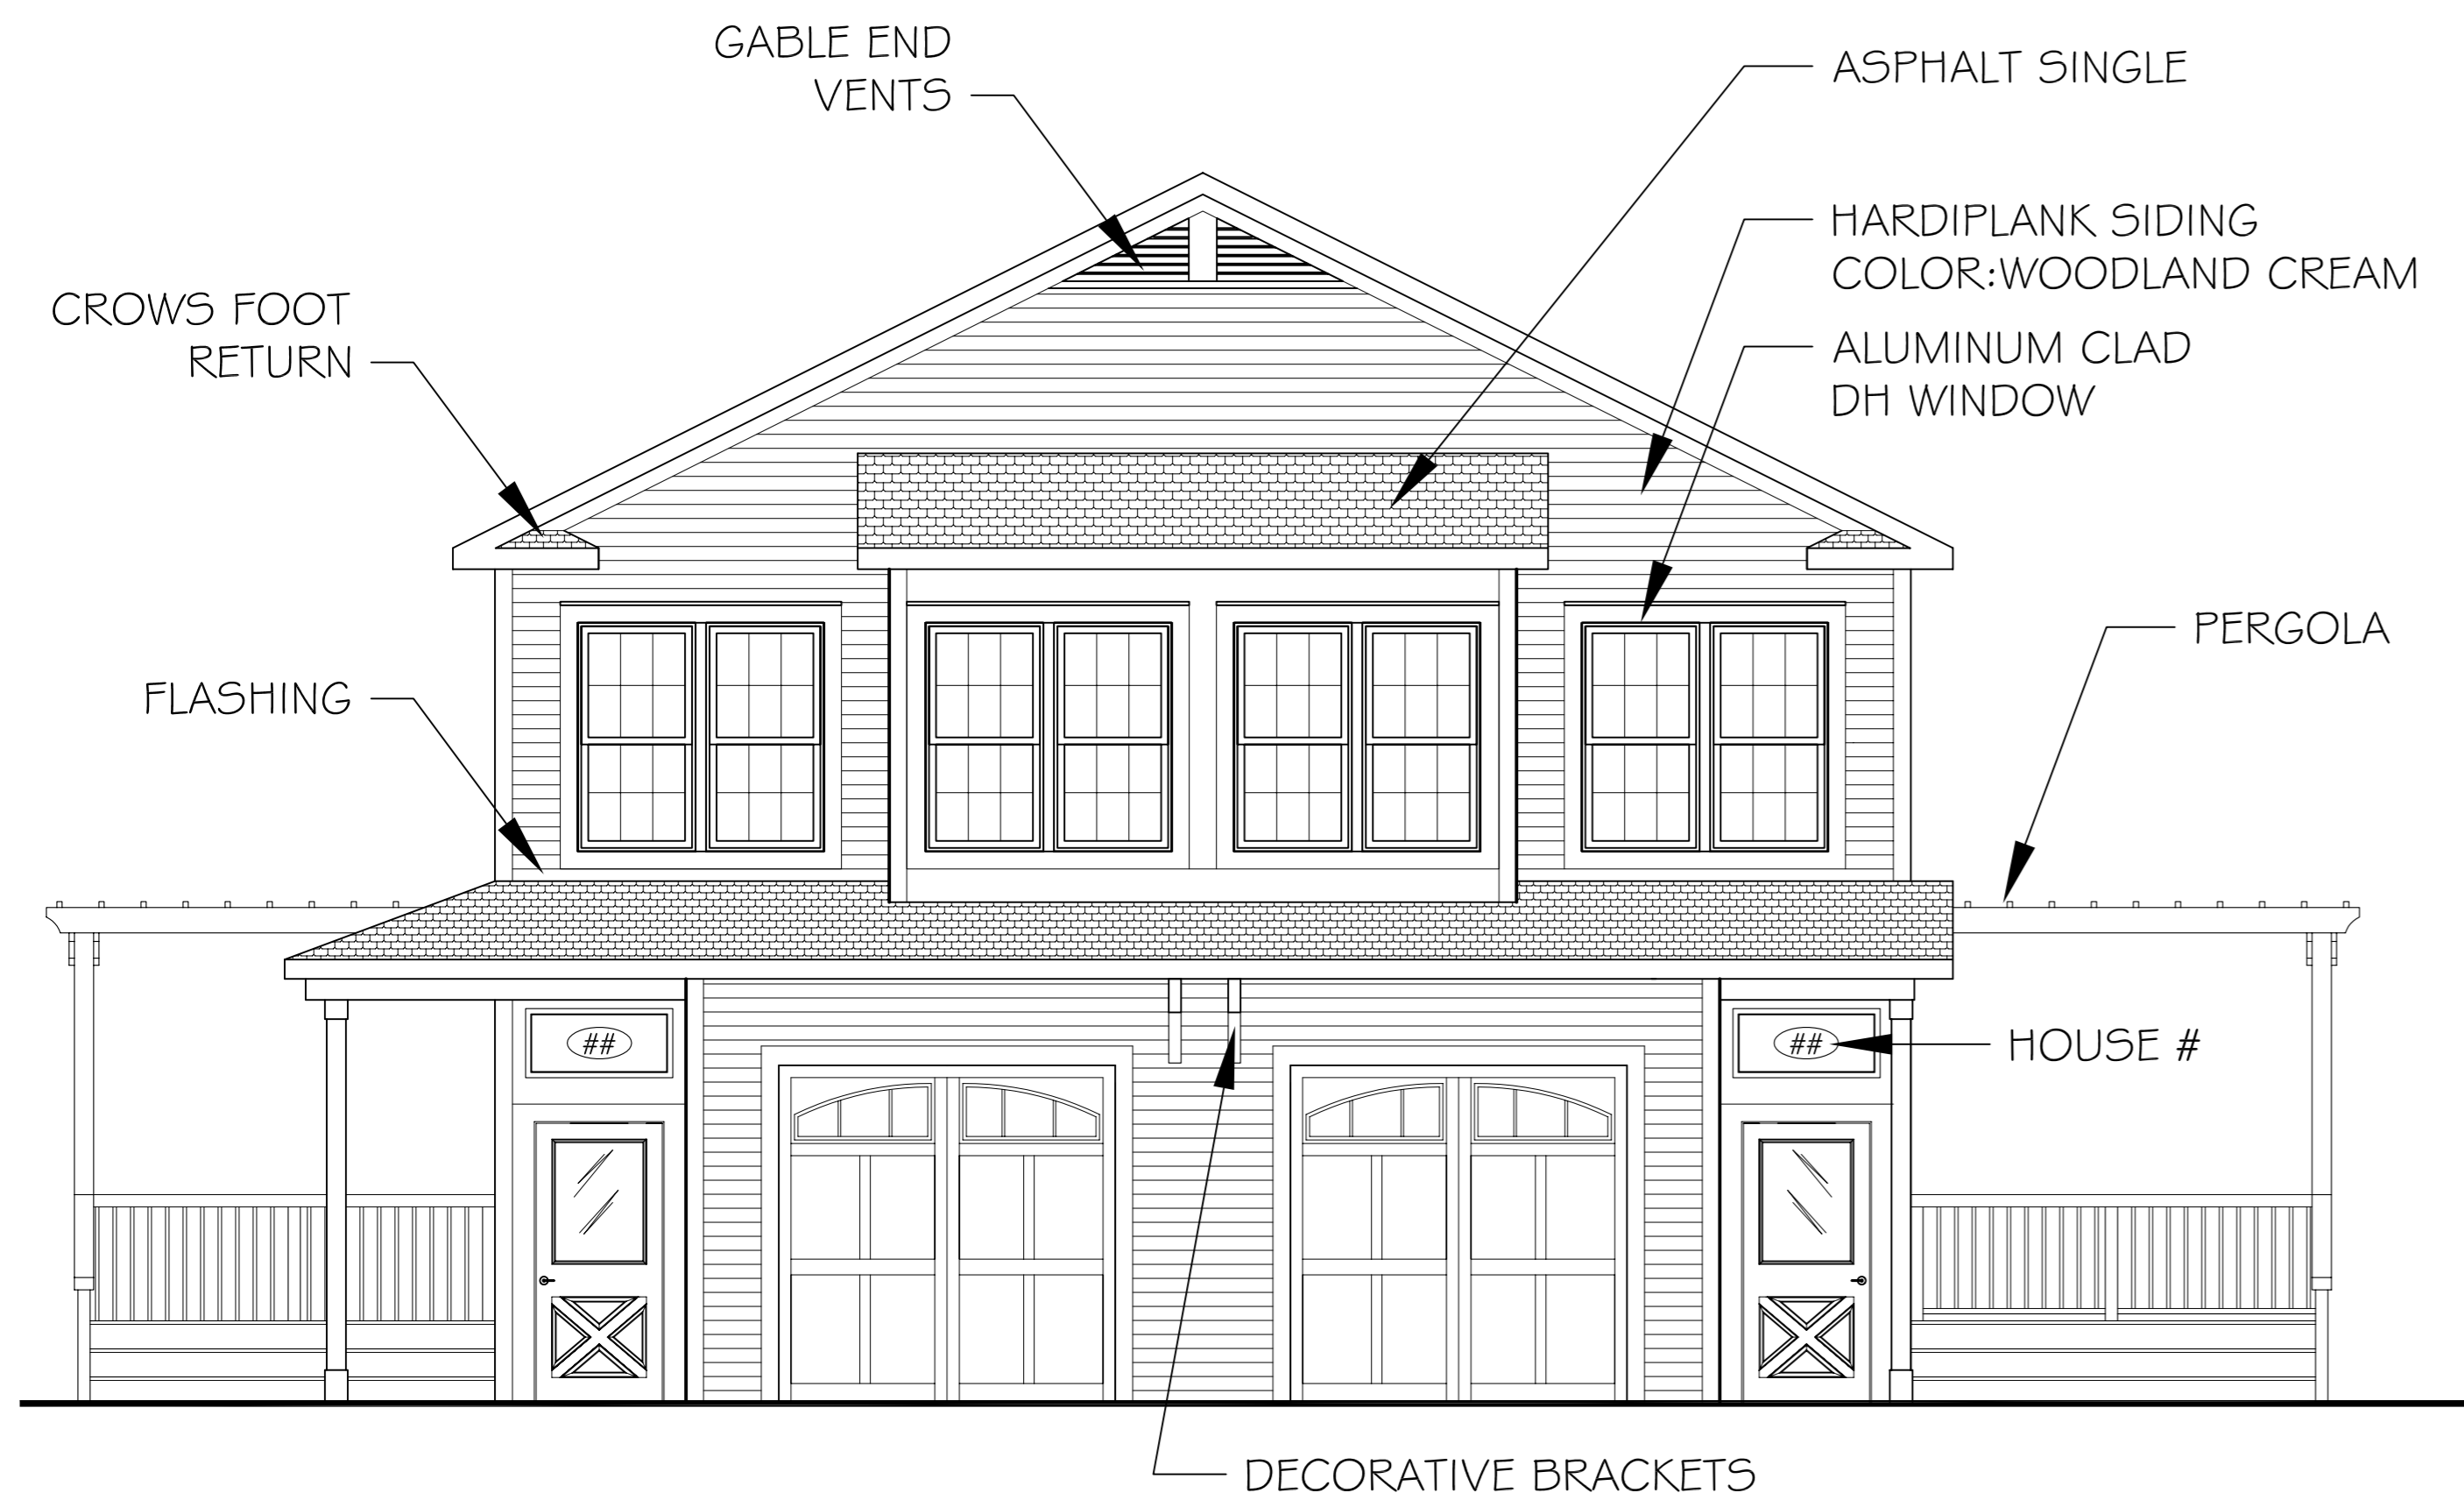 GABLE END
VENTS
ASPHALT SINGLE
HARDIPLANK SIDING
COLOR:WOODLAND CREAM
CROWS FOOT
RETURN
ALUMINUM CLAD
DH WINDOW
PERGOLA
FLASHING
##
##
HOUSE #
DECORATIVE BRACKETS